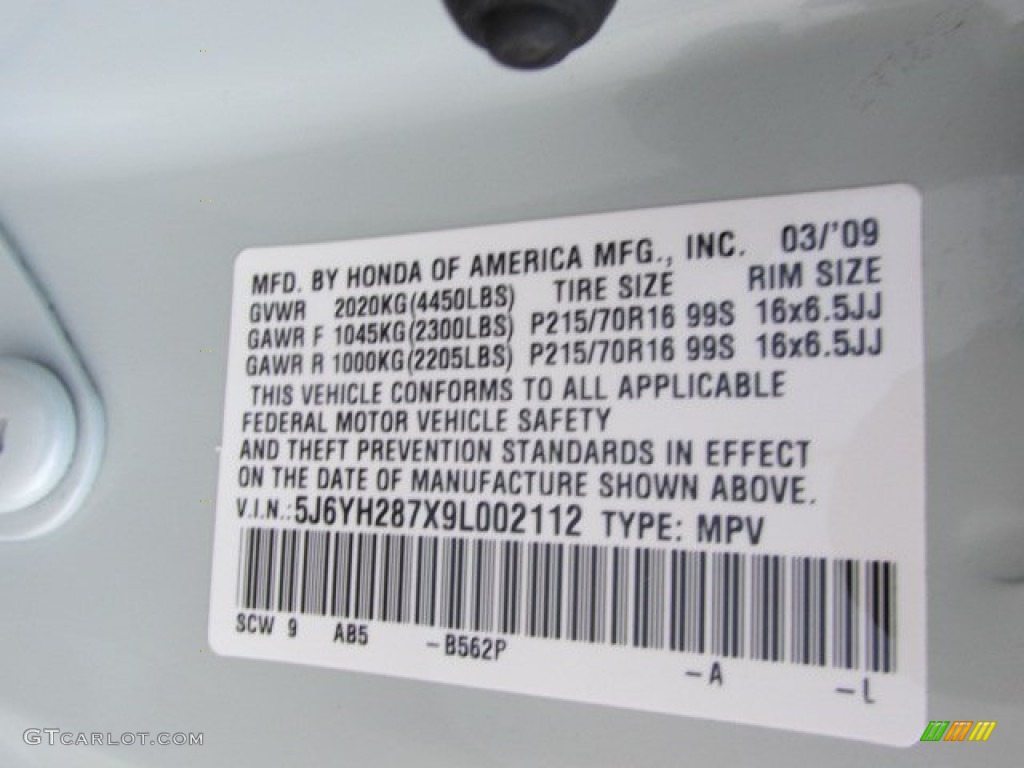 MFD. BY HONDA OF AMERICA MFG., INC. 03/'09
GVWR 2020KG(4450LBS) TIRE SIZE RIM SIZE
GAWR F 1045KG(2300LBS) P215/70R16 99S 16x6.5JJ
GAWR R 1000KG(2205LBS) P215/70R16 99S 16x6.5JJ
THIS VEHICLE CONFORMS TO ALL APPLICABLE
FEDERAL MOTOR VEHICLE SAFETY
AND THEFT PREVENTION STANDARDS IN EFFECT
ON THE DATE OF MANUFACTURE SHOWN ABOVE.
V.I.N.:5J6YH287X9L002112 TYPE: MPV
SCW 9 AB5 -B562P -A -L
GTCARLOT.COM